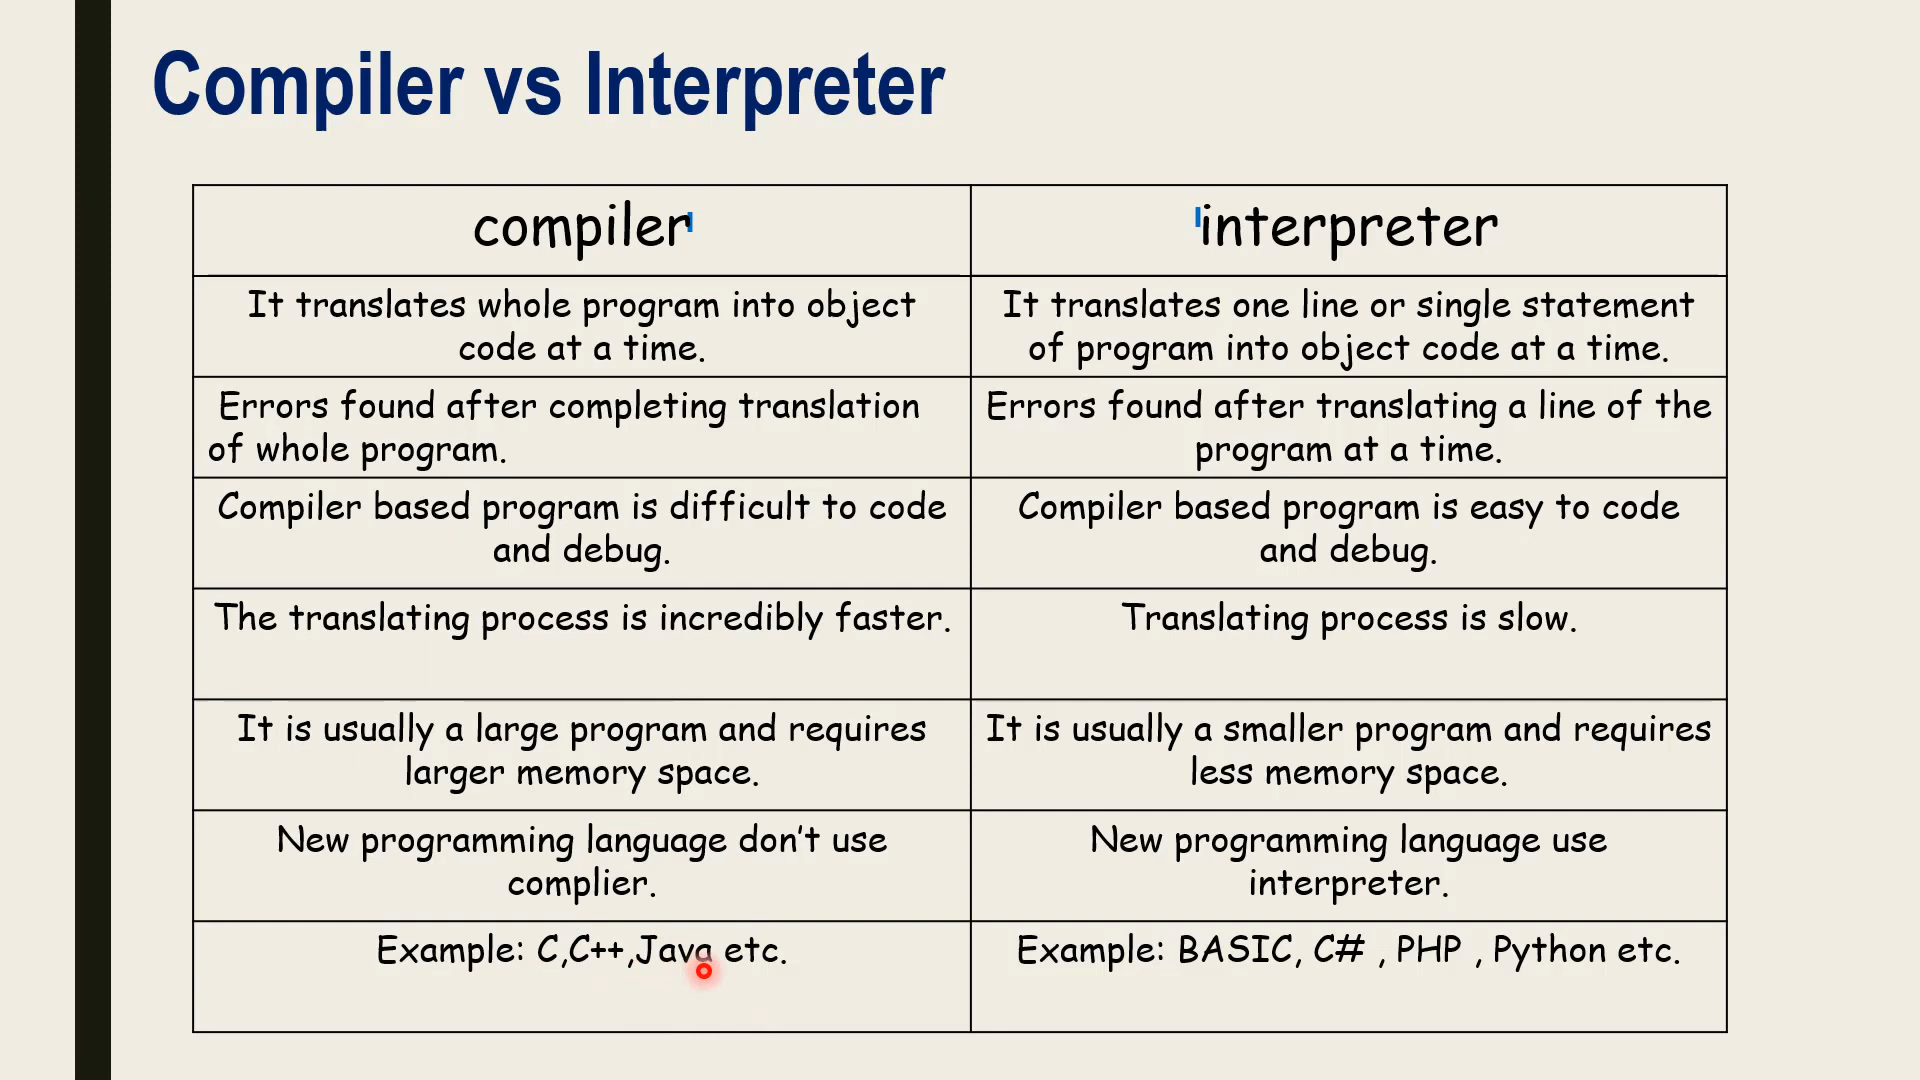 Compiler vs Interpreter
compiler
interpreter
It translates whole program into object
code at a time.
It translates one line or single statement
of program into object code at a time.
Errors found after completing translation
of whole program.
Errors found after translating a line of the
program at a time.
Compiler based program is difficult to code
and debug.
Compiler based program is easy to code
and debug.
The translating process is incredibly faster.
Translating process is slow.
It is usually a large program and requires
larger memory space.
It is usually a smaller program and requires
less memory space.
New programming language don't use
complier.
New programming language use
interpreter.
Example: C,C++,Java etc.
Example: BASIC, C# , PHP , Python etc.